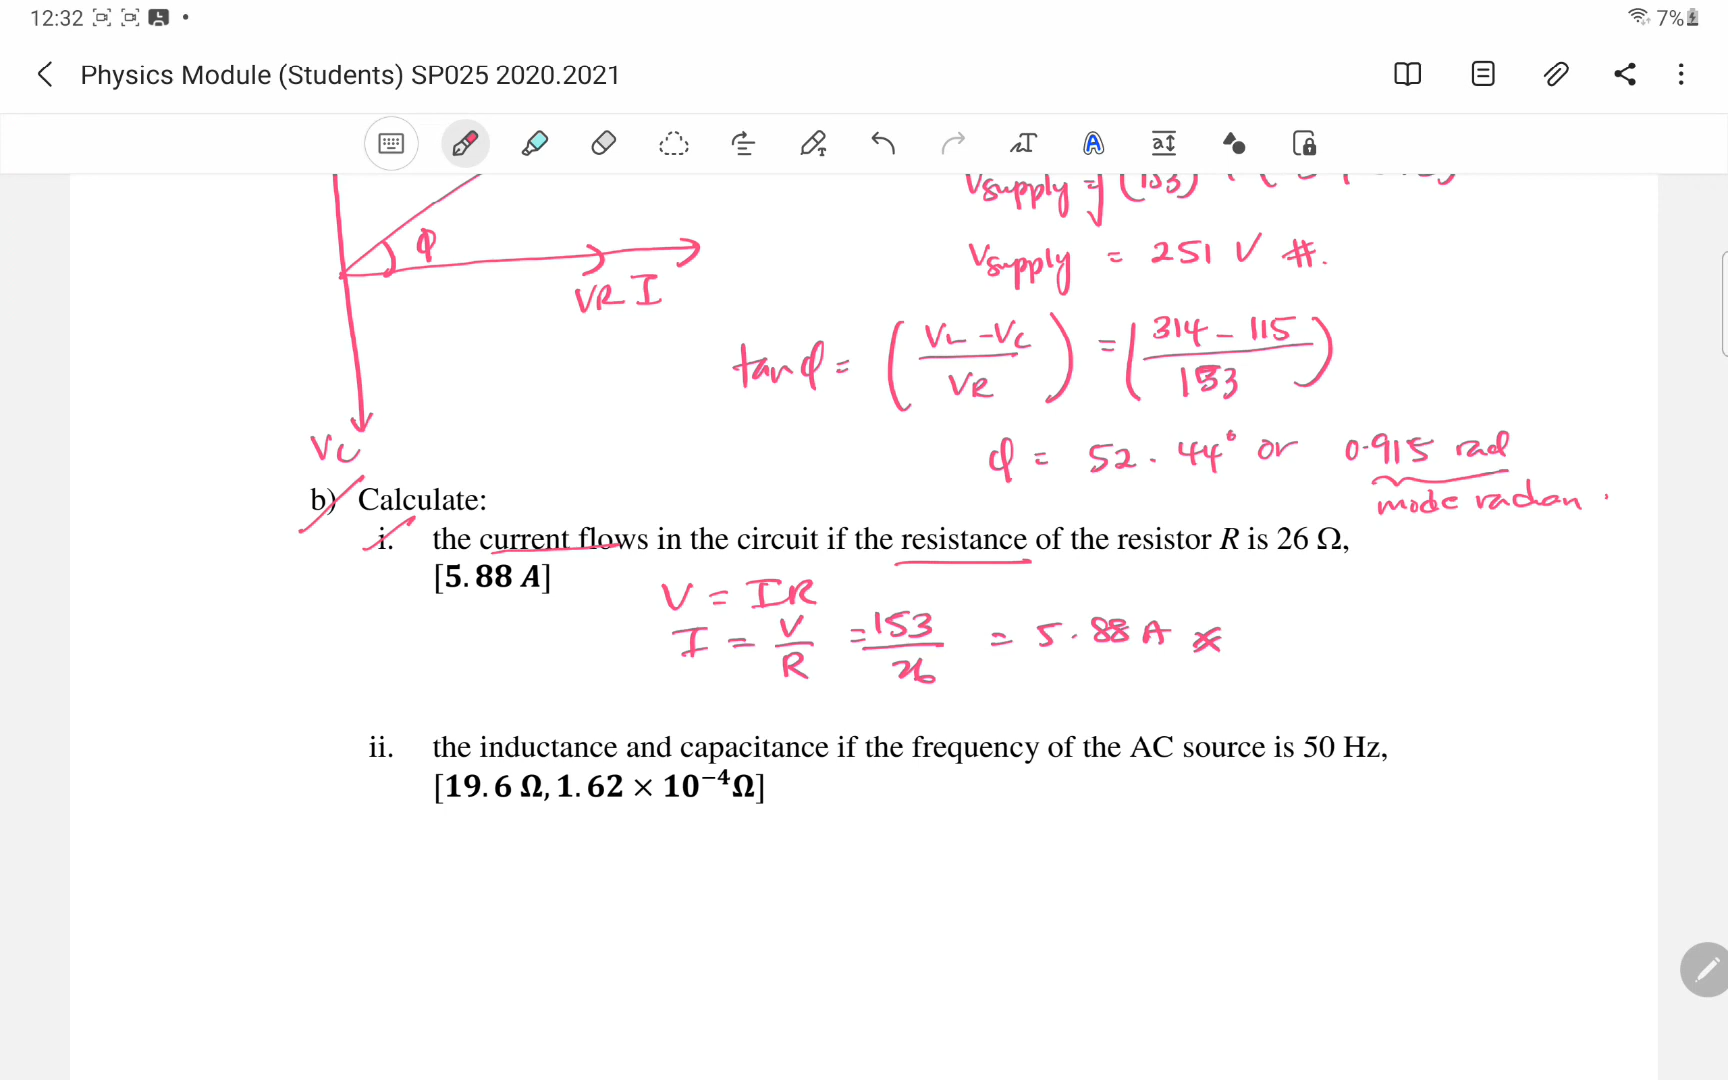 12:32
7%
Physics Module (Students) SP025 2020.2021
Vsupply = √(153)
Vsupply = 251 V #.
φ
VR I
tan φ = (VL - VC / VR) = (314 - 115 / 153)
VC
φ = 52.44° or 0.915 rad
mode radian.
b) Calculate:
i. the current flows in the circuit if the resistance of the resistor R is 26 Ω,
[5.88 A]
V = IR
I = V/R = 153/26 = 5.88 A
ii. the inductance and capacitance if the frequency of the AC source is 50 Hz,
[19.6 Ω, 1.62 × 10⁻⁴Ω]